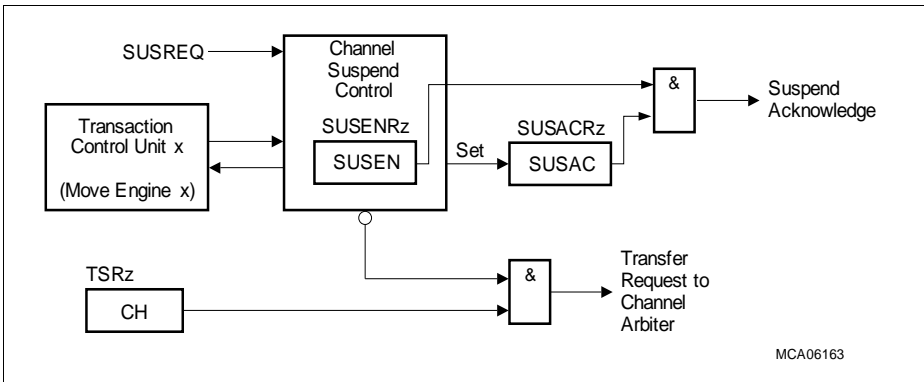 SUSREQ
Channel
Suspend
Control
Transaction
Control Unit x
(Move Engine x)
SUSENRz
SUSEN
Set
SUSACRz
SUSAC
&
Suspend
Acknowledge
TSRz
CH
&
Transfer
Request to
Channel
Arbiter
MCA06163